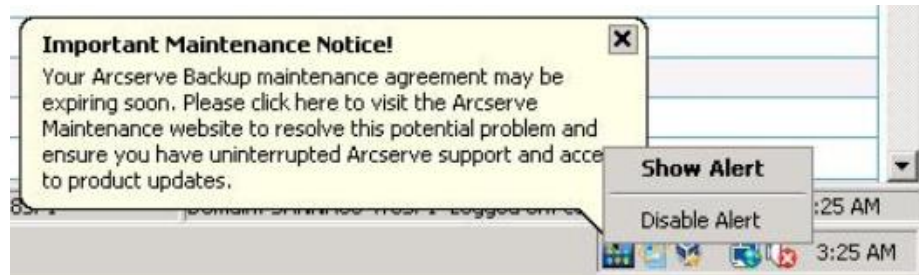 Important Maintenance Notice!
Your Arcserve Backup maintenance agreement may be
expiring soon. Please click here to visit the Arcserve
Maintenance website to resolve this potential problem and
ensure you have uninterrupted Arcserve support and acce
to product updates.
Show Alert
Disable Alert
:25 AM
3:25 AM